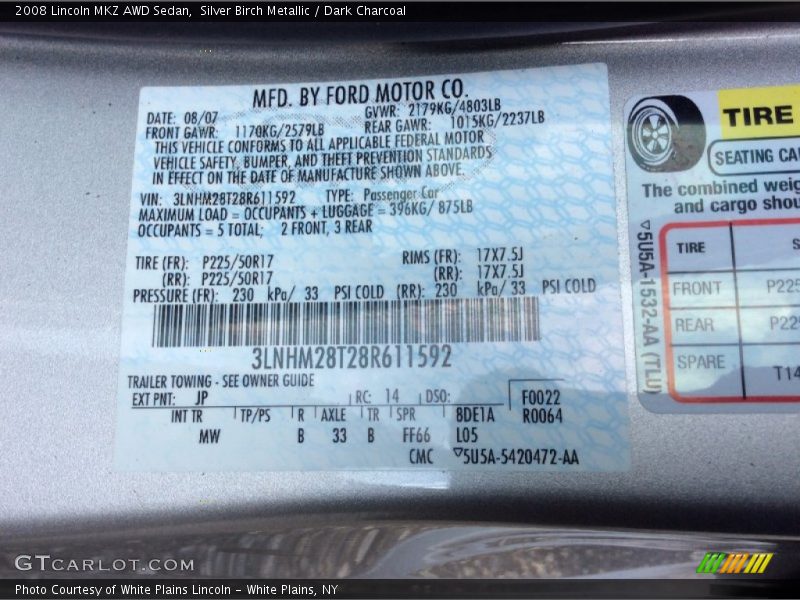 2008 Lincoln MKZ AWD Sedan, Silver Birch Metallic / Dark Charcoal
MFD. BY FORD MOTOR CO.
DATE: 08/07 GVWR: 2179KG/4803LB
FRONT GAWR: 1170KG/2579LB REAR GAWR: 1015KG/2237LB
THIS VEHICLE CONFORMS TO ALL APPLICABLE FEDERAL MOTOR
VEHICLE SAFETY, BUMPER, AND THEFT PREVENTION STANDARDS
IN EFFECT ON THE DATE OF MANUFACTURE SHOWN ABOVE.
VIN: 3LNHM28T28R611592 TYPE: Passenger Car
MAXIMUM LOAD = OCCUPANTS + LUGGAGE = 396KG/ 875LB
OCCUPANTS = 5 TOTAL; 2 FRONT, 3 REAR
TIRE (FR): P225/50R17 RIMS (FR): 17X7.5J
(RR): P225/50R17 (RR): 17X7.5J
PRESSURE (FR): 230 kPa/ 33 PSI COLD (RR): 230 kPa/ 33 PSI COLD
3LNHM28T28R611592
TRAILER TOWING - SEE OWNER GUIDE
EXT PNT: JP RC: 14 DSO: F0022
INT TR TP/PS R AXLE TR SPR 8DE1A R0064
MW B 33 B FF66 L05
CMC 5U5A-5420472-AA
TIRE
SEATING CA
The combined weig
and cargo shou
5U5A-1532-AA (TLU)
TIRE S
FRONT P225
REAR P22
SPARE T14
GTCARLOT.COM
Photo Courtesy of White Plains Lincoln - White Plains, NY